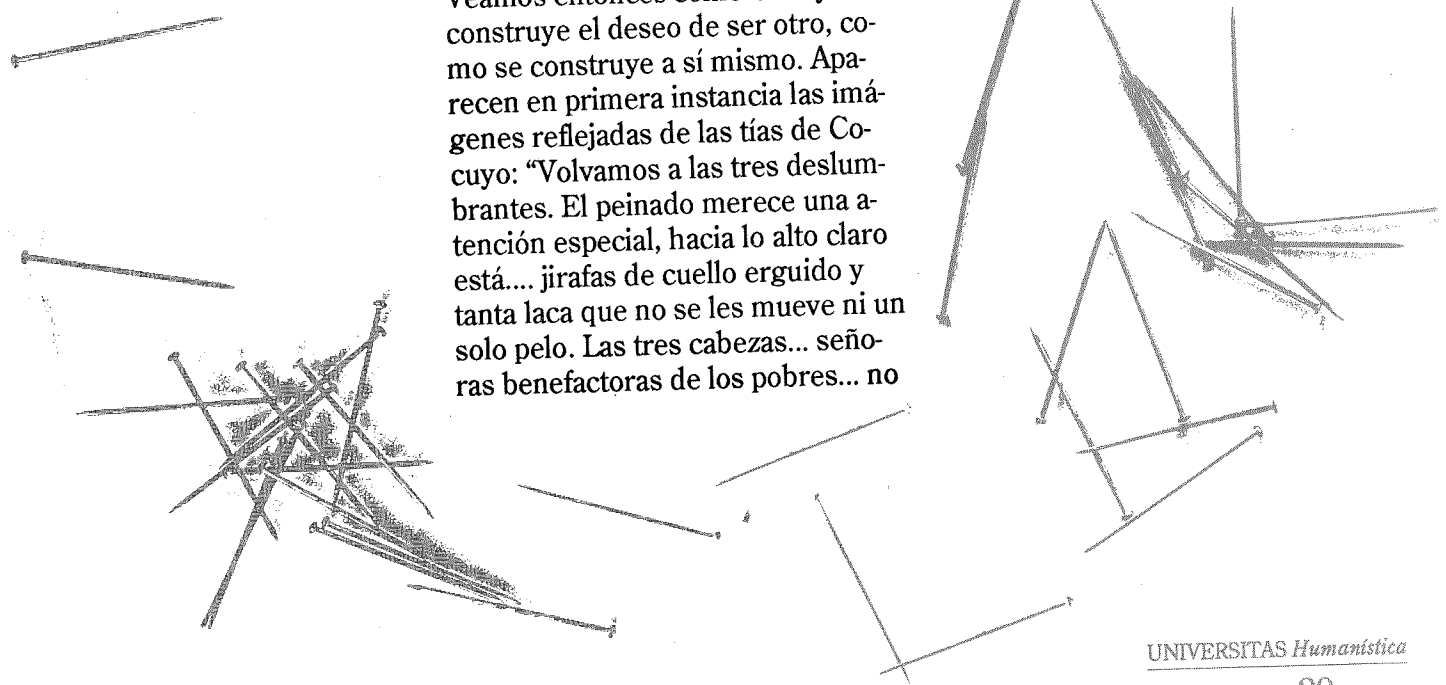 construye el deseo de ser otro, co-
mo se construye a sí mismo. Apa-
recen en primera instancia las imá-
genes reflejadas de las tías de Co-
cuyo: “Volvamos a las tres deslum-
brantes. El peinado merece una a-
tención especial, hacia lo alto claro
está.... jirafas de cuello erguido y
tanta laca que no se les mueve ni un
solo pelo. Las tres cabezas... seño-
ras benefactoras de los pobres... no
UNIVERSITAS Humanística